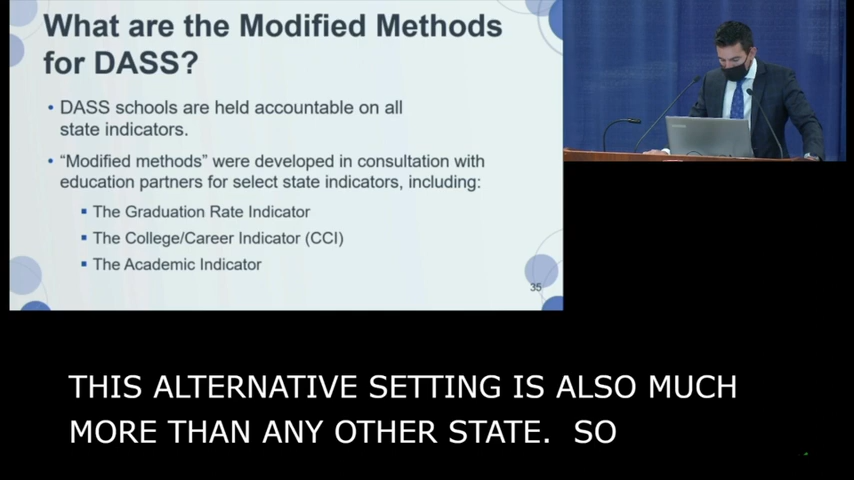 What are the Modified Methods
for DASS?
• DASS schools are held accountable on all
state indicators.
• “Modified methods” were developed in consultation with
education partners for select state indicators, including:
▪ The Graduation Rate Indicator
▪ The College/Career Indicator (CCI)
▪ The Academic Indicator
35
THIS ALTERNATIVE SETTING IS ALSO MUCH
MORE THAN ANY OTHER STATE.  SO